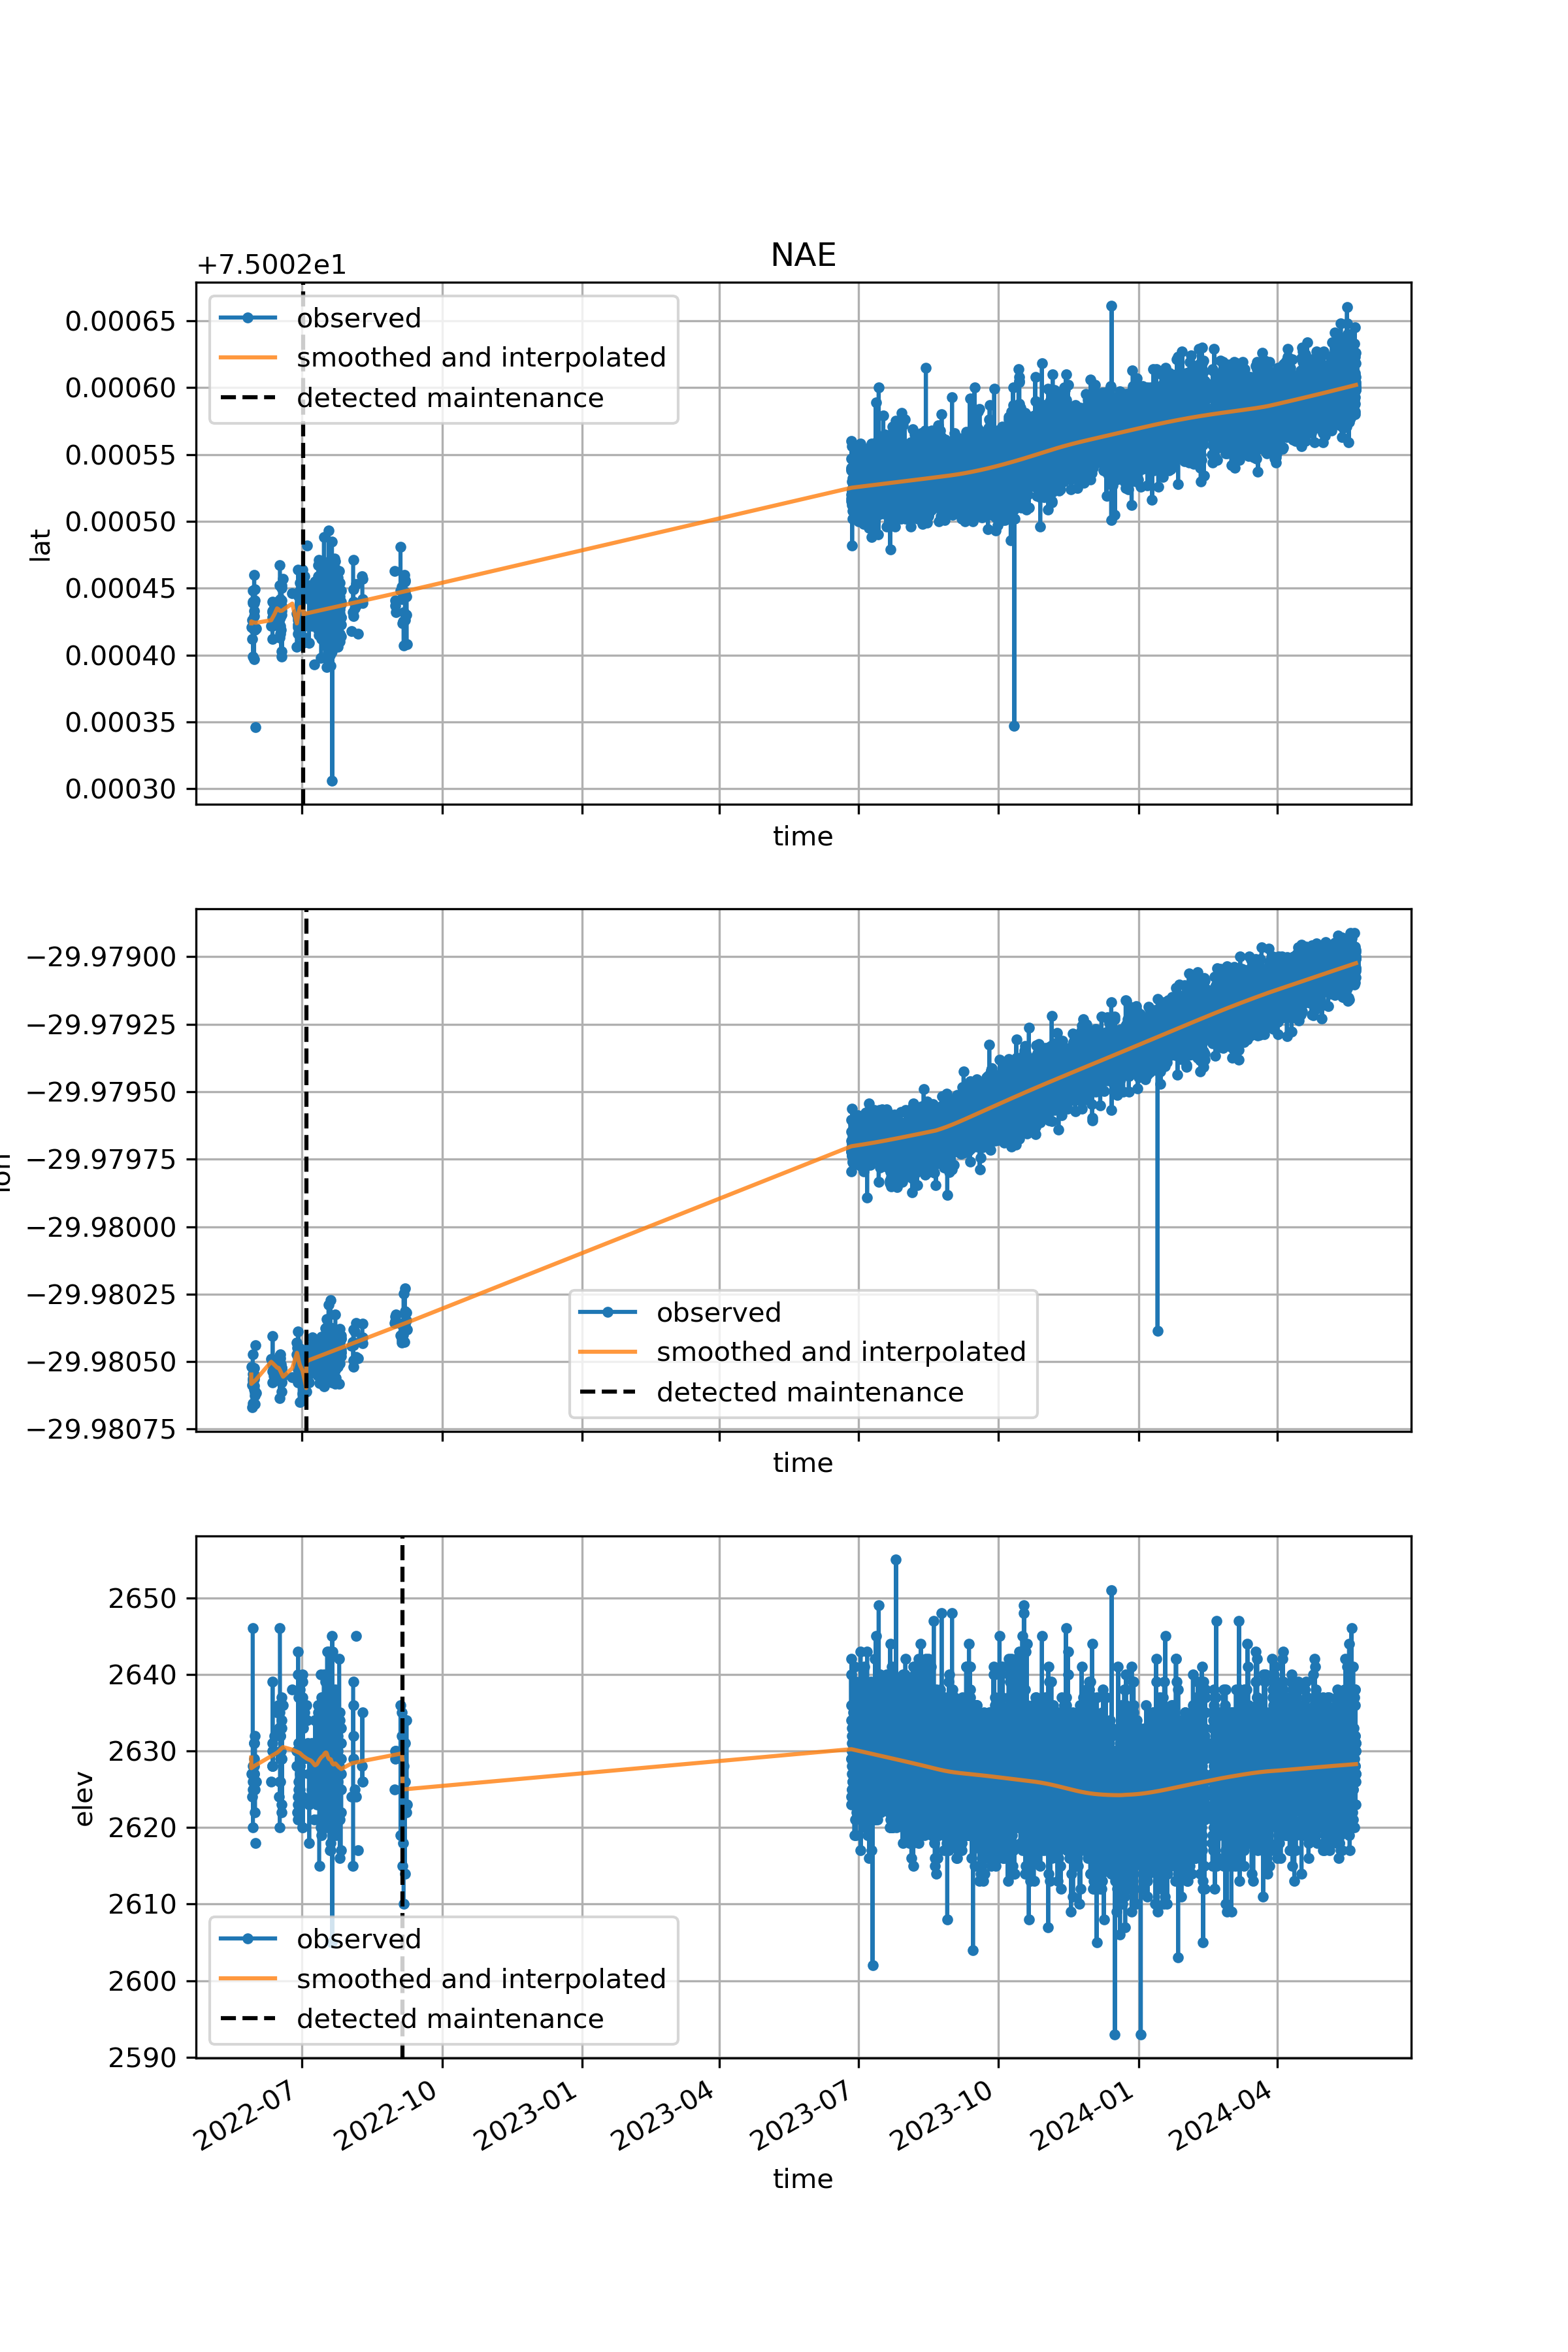 NAE
+7.5002e1
observed
smoothed and interpolated
detected maintenance
0.00065
0.00060
0.00055
0.00050
0.00045
0.00040
0.00035
0.00030
lat
time
−29.97900
−29.97925
−29.97950
−29.97975
−29.98000
−29.98025
−29.98050
−29.98075
lon
observed
smoothed and interpolated
detected maintenance
time
2650
2640
2630
2620
2610
2600
2590
elev
observed
smoothed and interpolated
detected maintenance
2022-07
2022-10
2023-01
2023-04
2023-07
2023-10
2024-01
2024-04
time